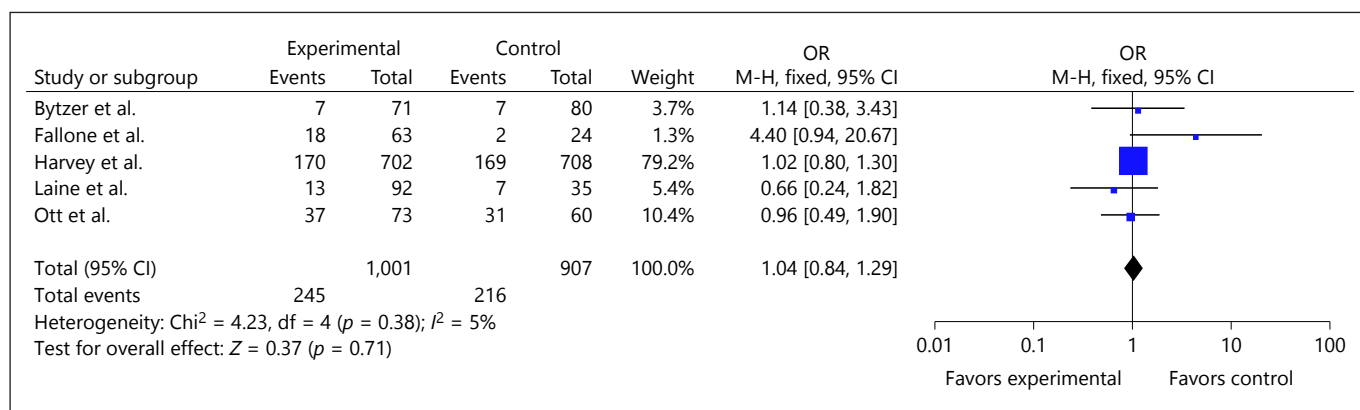 Experimental Control OR OR
Study or subgroup Events Total Events Total Weight M-H, fixed, 95% CI M-H, fixed, 95% CI
Bytzer et al. 7 71 7 80 3.7% 1.14 [0.38, 3.43]
Fallone et al. 18 63 2 24 1.3% 4.40 [0.94, 20.67]
Harvey et al. 170 702 169 708 79.2% 1.02 [0.80, 1.30]
Laine et al. 13 92 7 35 5.4% 0.66 [0.24, 1.82]
Ott et al. 37 73 31 60 10.4% 0.96 [0.49, 1.90]
Total (95% CI) 1,001 907 100.0% 1.04 [0.84, 1.29]
Total events 245 216
Heterogeneity: Chi² = 4.23, df = 4 (p = 0.38); I² = 5%
Test for overall effect: Z = 0.37 (p = 0.71)
0.01 0.1 1 10 100
Favors experimental Favors control